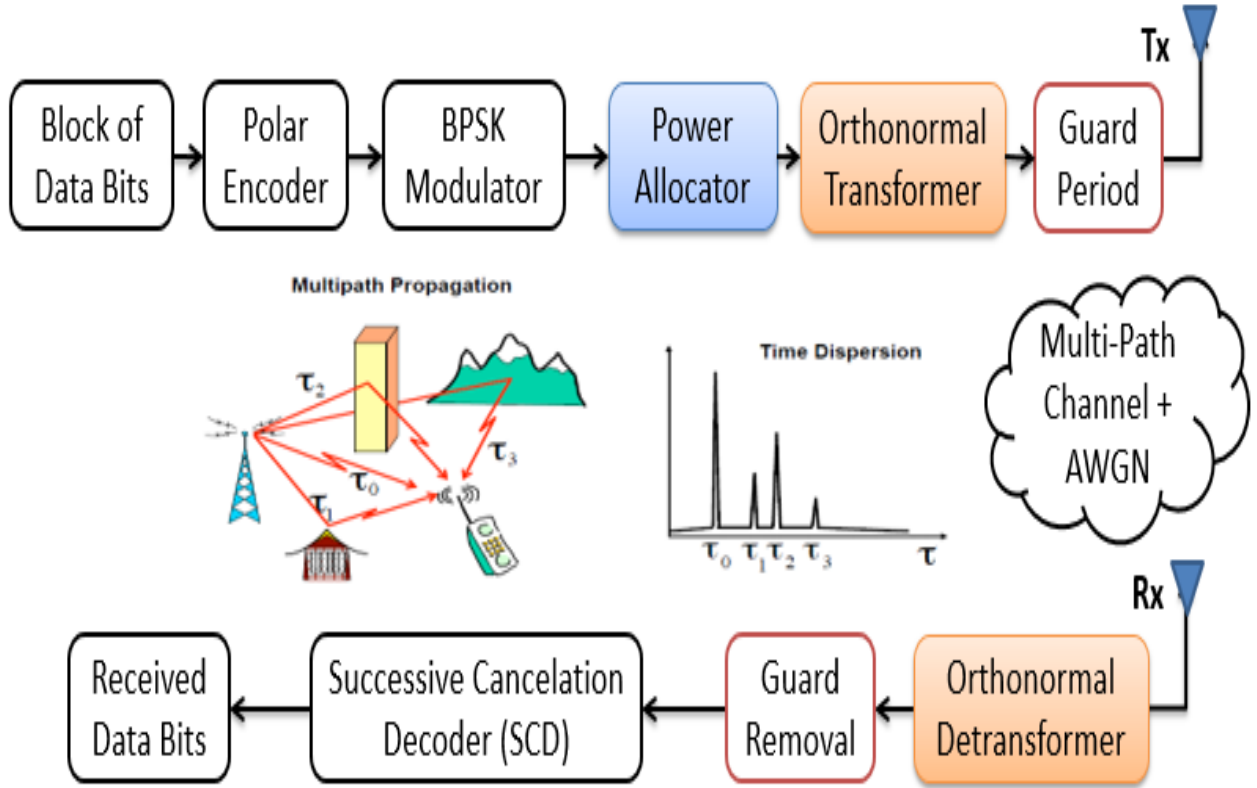 Tx
Block of
Data Bits
Polar
Encoder
BPSK
Modulator
Power
Allocator
Orthonormal
Transformer
Guard
Period
Multipath Propagation
τ2
τ3
τ0
τ1
Time Dispersion
τ0 τ1 τ2 τ3 τ
Multi-Path
Channel +
AWGN
Rx
Received
Data Bits
Successive Cancelation
Decoder (SCD)
Guard
Removal
Orthonormal
Detransformer